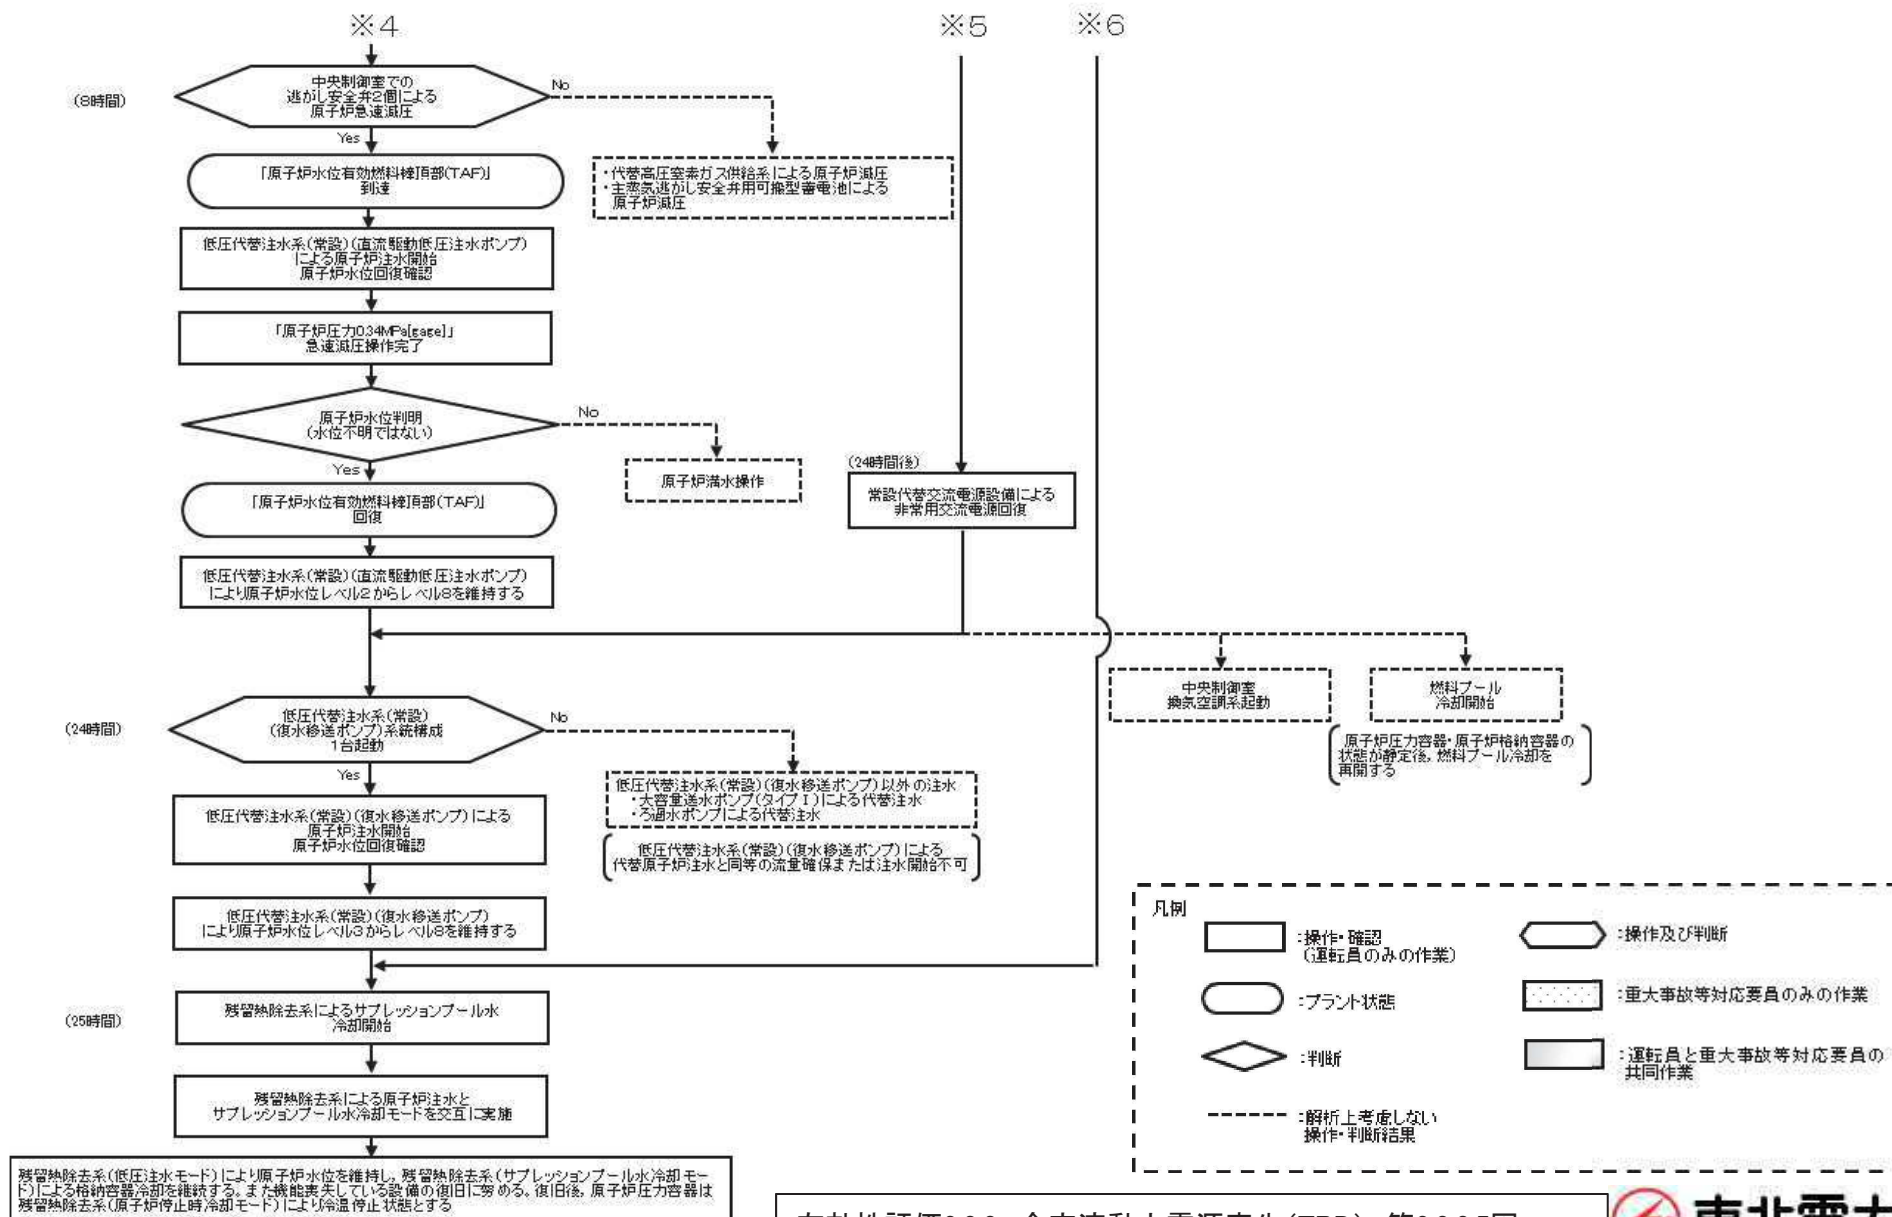 ※4
※5
※6
(8時間)
中央制御室での
逃がし安全弁2個による
原子炉急速減圧
No
Yes
「原子炉水位有効燃料棒頂部(TAF)」
到達
・代替高圧窒素ガス供給系による原子炉減圧
・主蒸気逃がし安全弁用可搬型蓄電池による
原子炉減圧
低圧代替注水系(常設)(直流駆動低圧注水ポンプ)
による原子炉注水開始
原子炉水位回復確認
「原子炉圧力0.34MPa[gage]」
急速減圧操作完了
原子炉水位判明
(水位不明ではない)
No
Yes
原子炉満水操作
「原子炉水位有効燃料棒頂部(TAF)」
回復
(24時間後)
常設代替交流電源設備による
非常用交流電源回復
低圧代替注水系(常設)(直流駆動低圧注水ポンプ)
により原子炉水位レベル2からレベル8を維持する
中央制御室
換気空調系起動
燃料プール
冷却開始
原子炉圧力容器・原子炉格納容器の
状態が静定後,燃料プール冷却を
再開する
(24時間)
低圧代替注水系(常設)
(復水移送ポンプ)系統構成
1台起動
No
Yes
低圧代替注水系(常設)(復水移送ポンプ)以外の注水
・大容量送水ポンプ(タイプⅠ)による代替注水
・ろ過水ポンプによる代替注水
低圧代替注水系(常設)(復水移送ポンプ)による
代替原子炉注水と同等の流量確保または注水開始不可
低圧代替注水系(常設)(復水移送ポンプ)による
原子炉注水開始
原子炉水位回復確認
低圧代替注水系(常設)(復水移送ポンプ)
により原子炉水位レベル3からレベル8を維持する
(25時間)
残留熱除去系によるサプレッションプール水
冷却開始
残留熱除去系による原子炉注水と
サプレッションプール水冷却モードを交互に実施
残留熱除去系(低圧注水モード)により原子炉水位を維持し,残留熱除去系(サプレッションプール水冷却モー
ド)による格納容器冷却を継続する。また機能喪失している設備の復旧に努める。復旧後,原子炉圧力容器は
残留熱除去系(原子炉停止時冷却モード)により冷温停止状態とする
凡例
:操作・確認
(運転員のみの作業)
:プラント状態
:判断
:解析上考慮しない
操作・判断結果
:操作及び判断
:重大事故等対応要員のみの作業
:運転員と重大事故等対応要員の
共同作業